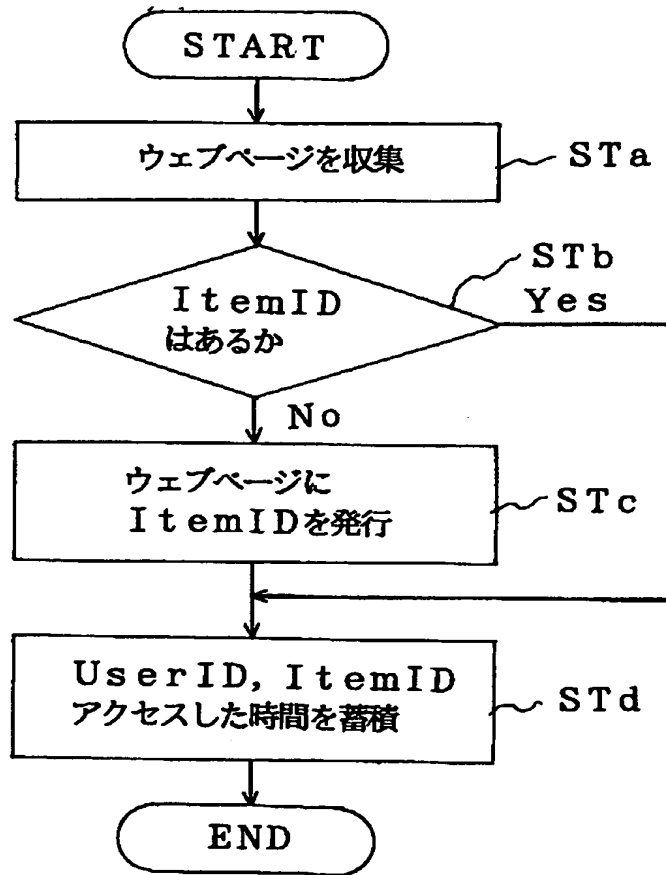 START
ウェブページを収集
STa
STb
ItemID
はあるか
Yes
No
ウェブページに
ItemIDを発行
STc
UserID, ItemID
アクセスした時間を蓄積
STd
END